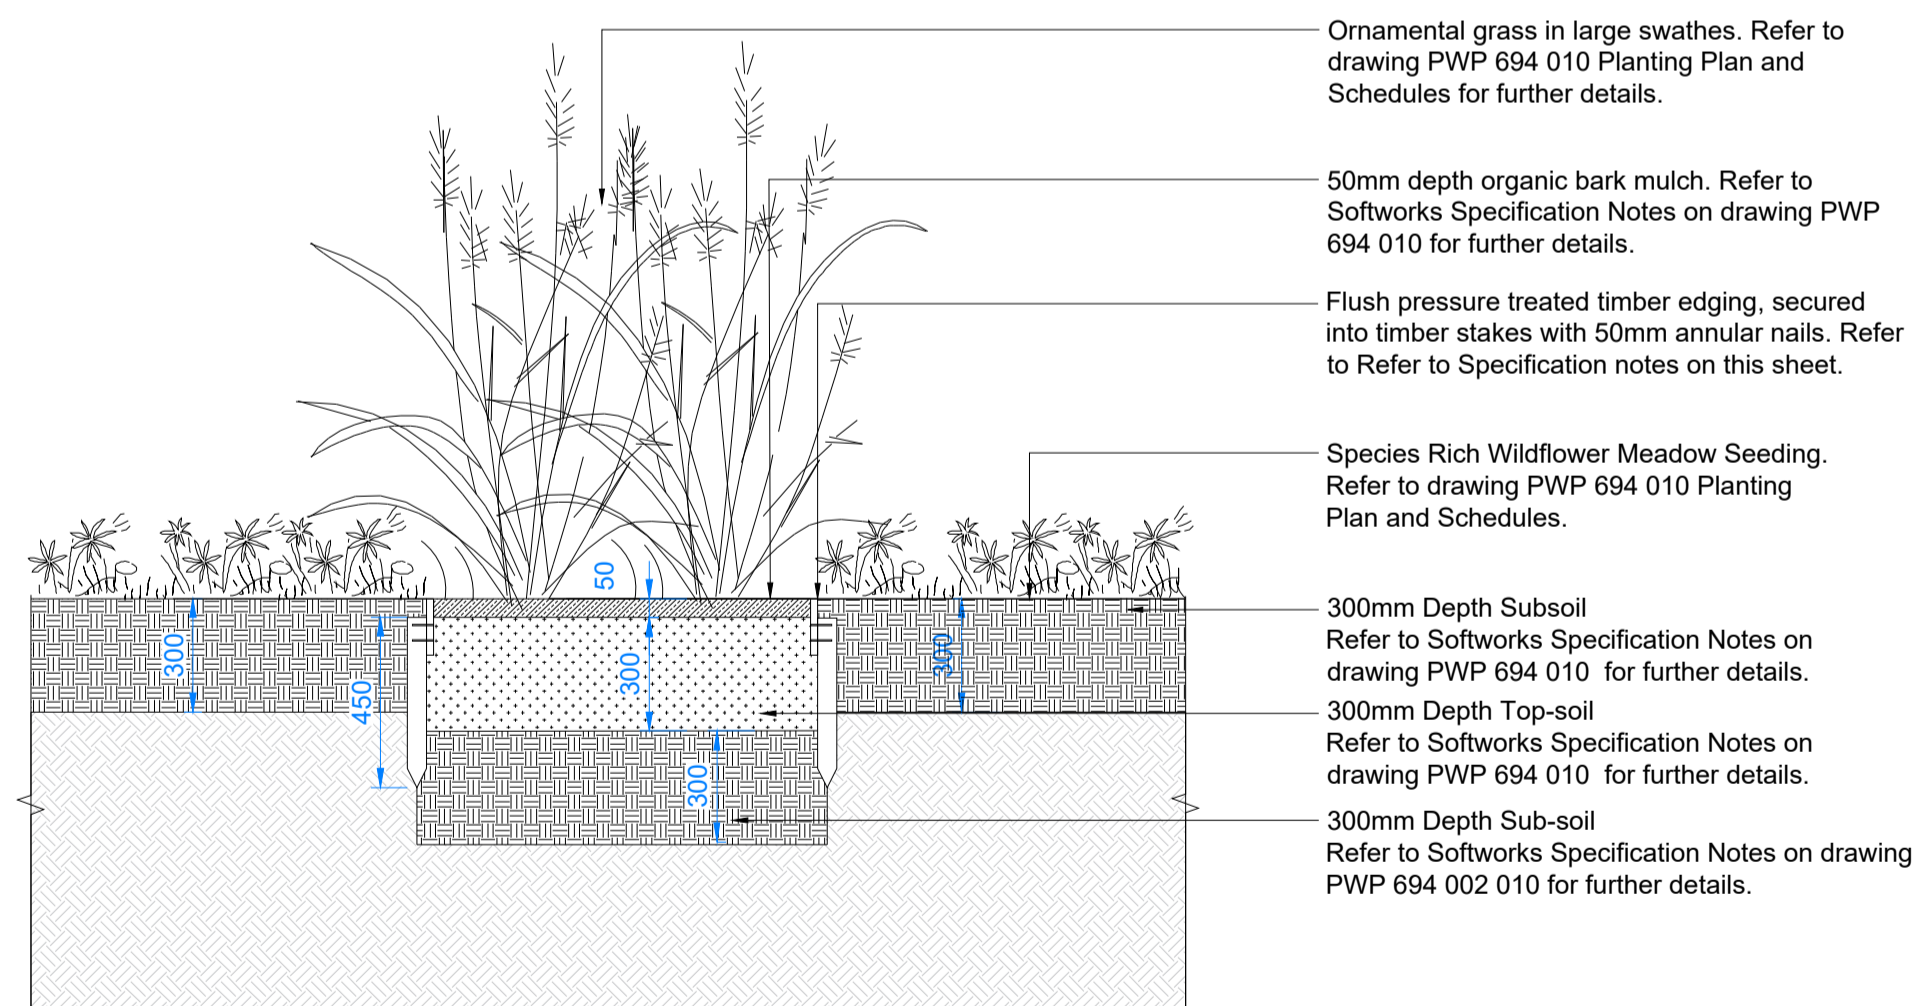 Ornamental grass in large swathes. Refer to
drawing PWP 694 010 Planting Plan and
Schedules for further details.
50mm depth organic bark mulch. Refer to
Softworks Specification Notes on drawing PWP
694 010 for further details.
Flush pressure treated timber edging, secured
into timber stakes with 50mm annular nails. Refer
to Refer to Specification notes on this sheet.
Species Rich Wildflower Meadow Seeding.
Refer to drawing PWP 694 010 Planting
Plan and Schedules.
50
300
450
300
300
300
300mm Depth Subsoil
Refer to Softworks Specification Notes on
drawing PWP 694 010  for further details.
300mm Depth Top-soil
Refer to Softworks Specification Notes on
drawing PWP 694 010  for further details.
300mm Depth Sub-soil
Refer to Softworks Specification Notes on drawing
PWP 694 002 010 for further details.